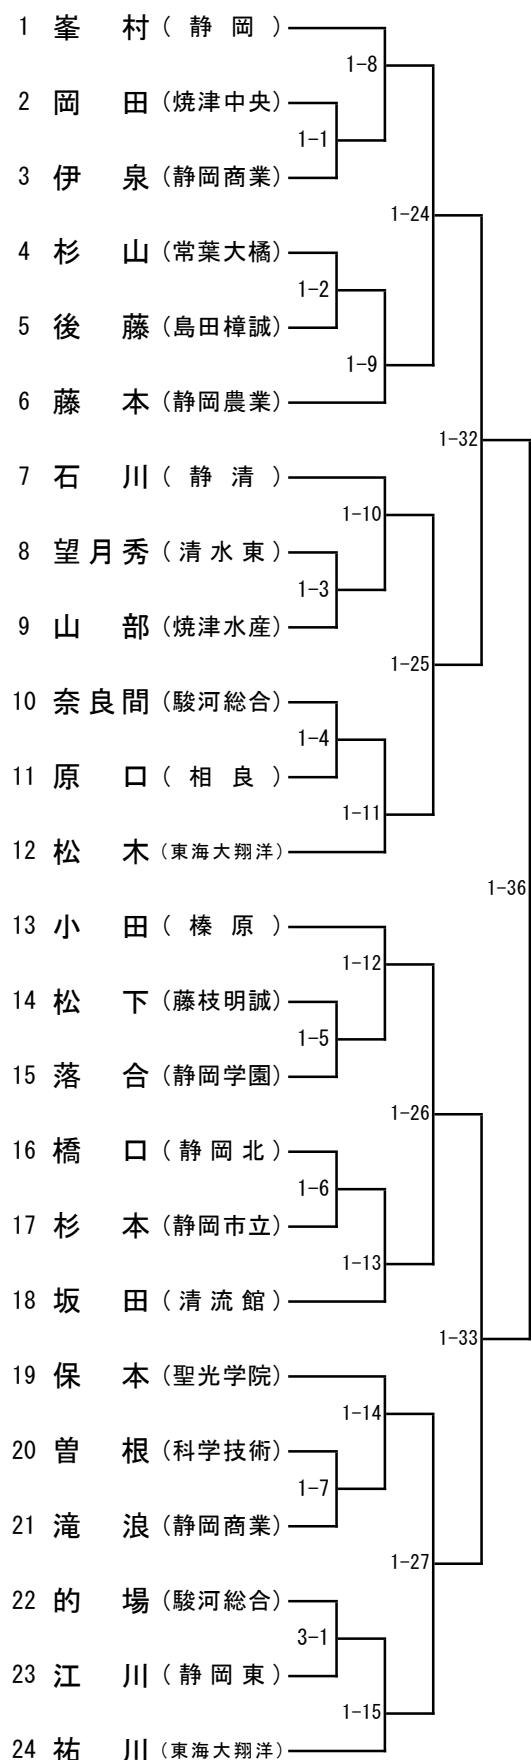 1 峯村(静岡)
1-8
2 岡田(焼津中央)
1-1
3 伊泉(静岡商業)
1-24
4 杉山(常葉大橘)
1-2
5 後藤(島田樟誠)
1-9
6 藤本(静岡農業)
1-32
7 石川(静清)
1-10
8 望月秀(清水東)
1-3
9 山部(焼津水産)
1-25
10 奈良間(駿河総合)
1-4
11 原口(相良)
1-11
12 松木(東海大翔洋)
1-36
13 小田(榛原)
1-12
14 松下(藤枝明誠)
1-5
15 落合(静岡学園)
1-26
16 橋口(静岡北)
1-6
17 杉本(静岡市立)
1-13
18 坂田(清流館)
1-33
19 保本(聖光学院)
1-14
20 曽根(科学技術)
1-7
21 滝浪(静岡商業)
1-27
22 的場(駿河総合)
3-1
23 江川(静岡東)
1-15
24 祐川(東海大翔洋)